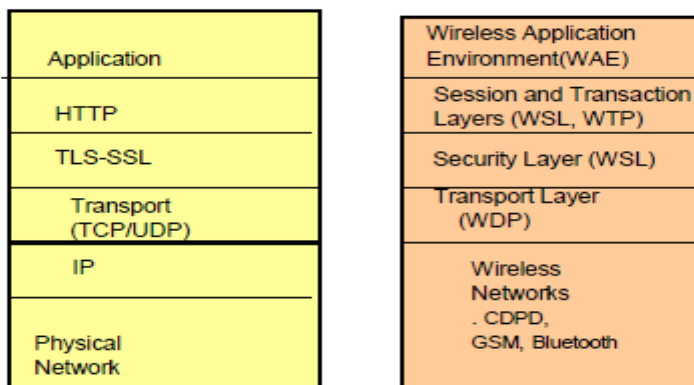 Application
HTTP
TLS-SSL
Transport
(TCP/UDP)
IP
Physical
Network
Wireless Application
Environment(WAE)
Session and Transaction
Layers (WSL, WTP)
Security Layer (WSL)
Transport Layer
(WDP)
Wireless
Networks
. CDPD,
GSM, Bluetooth